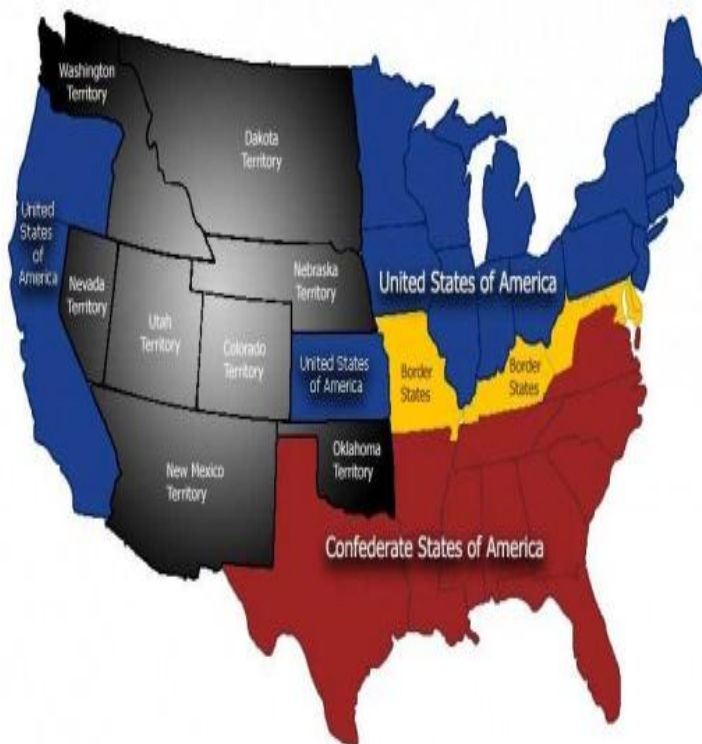 Washington
Territory
Dakota
Territory
United
States
of
America
Nevada
Territory
Utah
Territory
Colorado
Territory
Nebraska
Territory
United States of America
United States
of America
Border
States
Border
States
New Mexico
Territory
Oklahoma
Territory
Confederate States of America